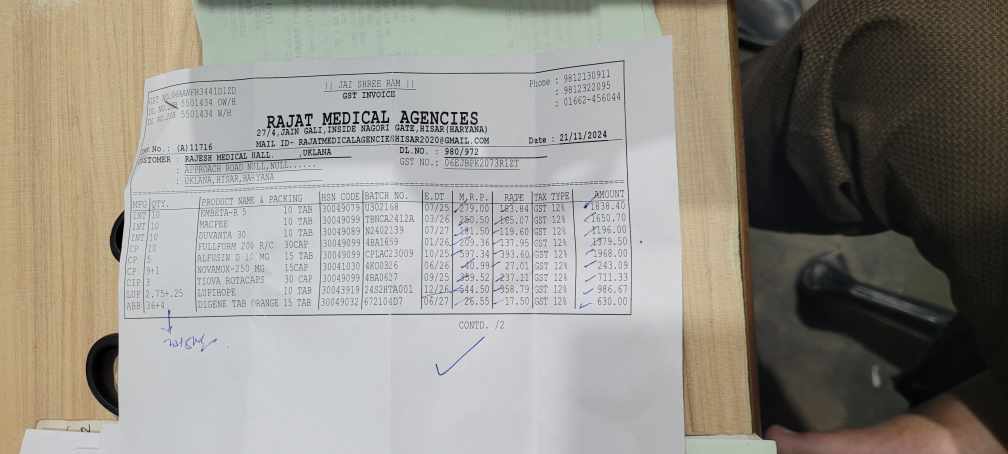 || JAI SHREE RAM ||
GST INVOICE
Phone : 9812130911
: 9812322095
: 01662-456044
5501434 OW/H
5501434 W/H
RAJAT MEDICAL AGENCIES
27/4,JAIN GALI,INSIDE NAGORI GATE,HISAR(HARYANA)
MAIL ID- RAJATMEDICALAGENCIESHISAR2020@GMAIL.COM
No.: (A)11716
DL.NO. : 980/972
Date : 21/11/2024
CUSTOMER : RAJESH MEDICAL HALL. ,UKLANA
GST NO.: 06EJBPK2073R1ZT
: APPROACH ROAD NULL,NULL......
: UKLANA,HISAR,HARYANA
MFG QTY. PRODUCT NAME & PACKING HSN CODE BATCH NO. E.DT M.R.P. RATE TAX TYPE AMOUNT
INT 10 EMBETA-R 5 10 TAB 30049079 U302168 07/25 279.00 183.84 GST 12% 1838.40
INT 10 MACPEE 10 TAB 30049099 TBNCA2412A 03/26 250.50 165.07 GST 12% 1650.70
INT 10 DUVANTA 30 10 TAB 30049089 N2402139 07/27 181.50 119.60 GST 12% 1196.00
CP 10 FULLFORM 200 R/C 30CAP 30049099 4BA1659 01/26 209.36 137.95 GST 12% 1379.50
CP 5 ALFUSIN D 10 MG 15 TAB 30049099 CPLAC23009 10/25 597.34 393.60 GST 12% 1968.00
CP 9+1 NOVAMOX-250 MG 15CAP 30041030 4K00326 06/26 40.99 27.01 GST 12% 243.09
CIP 3 TIOVA ROTACAPS 30 CAP 30049099 4BA0627 09/25 359.52 237.11 GST 12% 711.33
LUP 2.75+.25 LUPIHOPE 10 TAB 30043919 24S2HTA001 12/26 544.50 358.79 GST 12% 986.67
ABB 36+4 DIGENE TAB ORANGE 15 TAB 30049032 672104D7 06/27 26.55 17.50 GST 12% 630.00
CONTD. /2